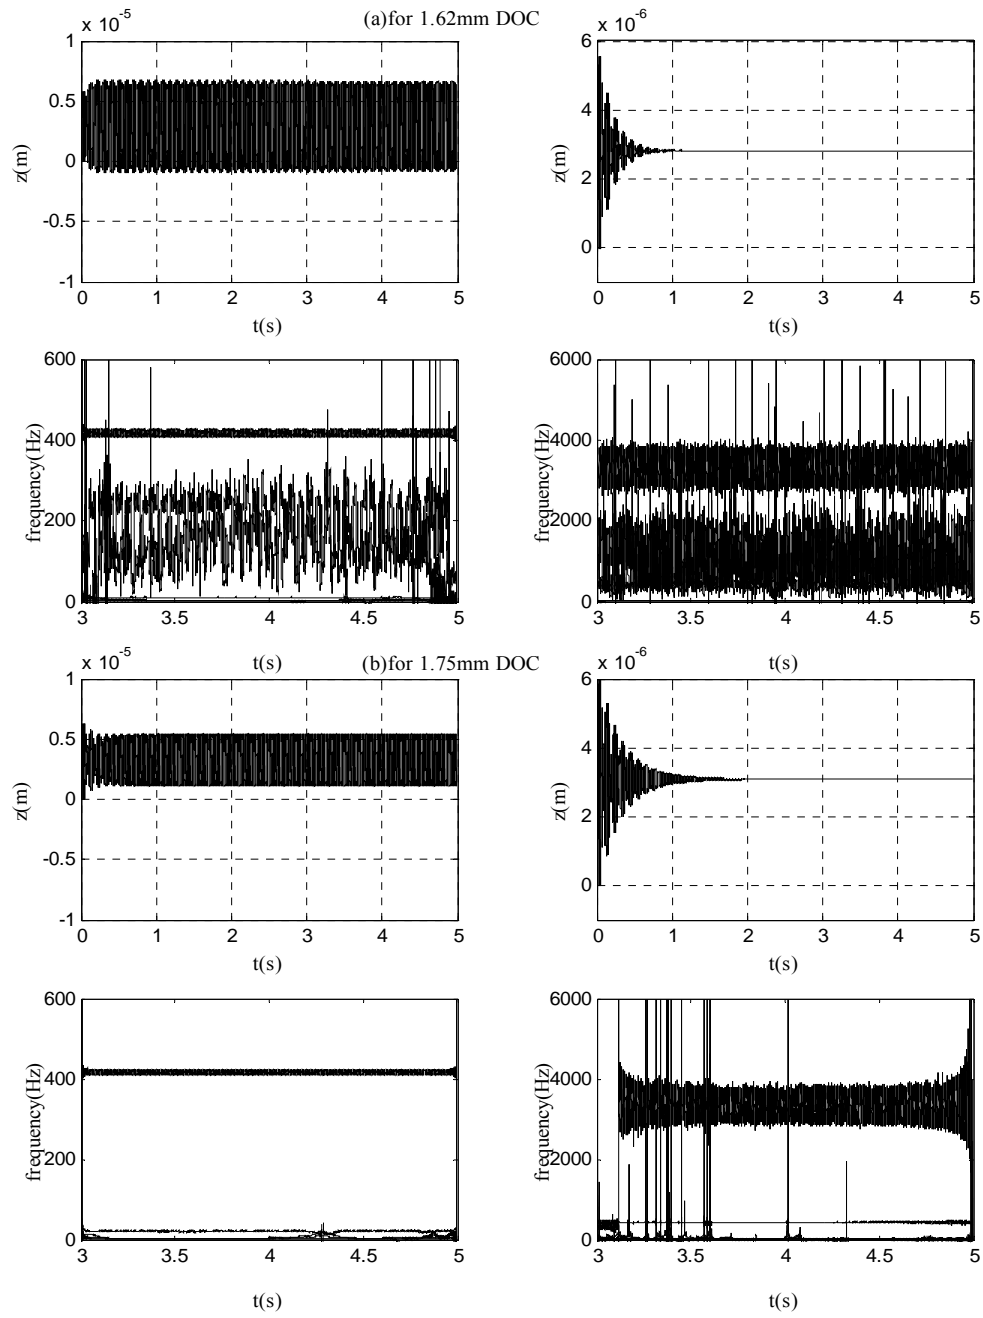 (a)for 1.62mm DOC
x 10-5
1
0.5
0
-0.5
-1
z(m)
0 1 2 3 4 5
t(s)
x 10-6
6
4
2
0
z(m)
0 1 2 3 4 5
t(s)
600
400
200
0
frequency(Hz)
3 3.5 4 4.5 5
t(s)
6000
4000
2000
0
frequency(Hz)
3 3.5 4 4.5 5
t(s)
(b)for 1.75mm DOC
x 10-5
1
0.5
0
-0.5
-1
z(m)
0 1 2 3 4 5
t(s)
x 10-6
6
4
2
0
z(m)
0 1 2 3 4 5
t(s)
600
400
200
0
frequency(Hz)
3 3.5 4 4.5 5
t(s)
6000
4000
2000
0
frequency(Hz)
3 3.5 4 4.5 5
t(s)